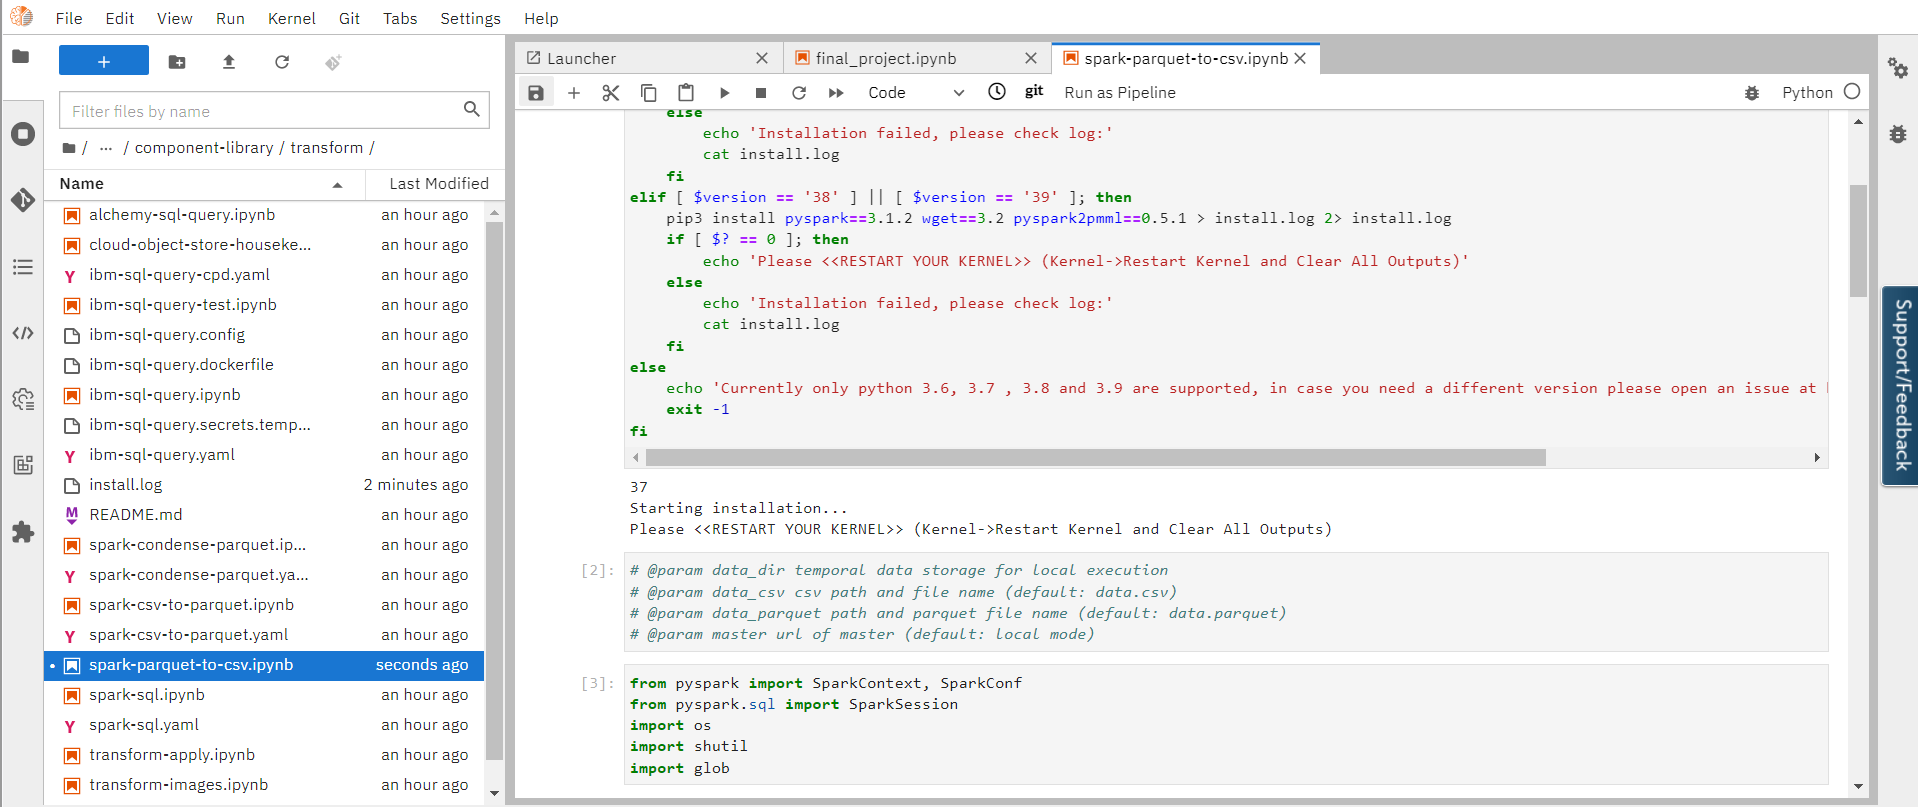 File Edit View Run Kernel Git Tabs Settings Help
+
Filter files by name
/ ... / component-library / transform /
Name Last Modified
alchemy-sql-query.ipynb an hour ago
cloud-object-store-houseke... an hour ago
ibm-sql-query-cpd.yaml an hour ago
ibm-sql-query-test.ipynb an hour ago
ibm-sql-query.config an hour ago
ibm-sql-query.dockerfile an hour ago
ibm-sql-query.ipynb an hour ago
ibm-sql-query.secrets.temp... an hour ago
ibm-sql-query.yaml an hour ago
install.log 2 minutes ago
README.md an hour ago
spark-condense-parquet.ip... an hour ago
spark-condense-parquet.ya... an hour ago
spark-csv-to-parquet.ipynb an hour ago
spark-csv-to-parquet.yaml an hour ago
spark-parquet-to-csv.ipynb seconds ago
spark-sql.ipynb an hour ago
spark-sql.yaml an hour ago
transform-apply.ipynb an hour ago
transform-images.ipynb an hour ago
Launcher final_project.ipynb spark-parquet-to-csv.ipynb
Code git Run as Pipeline Python
else
echo 'Installation failed, please check log:'
cat install.log
fi
elif [ $version == '38' ] || [ $version == '39' ]; then
pip3 install pyspark==3.1.2 wget==3.2 pyspark2pmml==0.5.1 > install.log 2> install.log
if [ $? == 0 ]; then
echo 'Please <<RESTART YOUR KERNEL>> (Kernel->Restart Kernel and Clear All Outputs)'
else
echo 'Installation failed, please check log:'
cat install.log
fi
else
echo 'Currently only python 3.6, 3.7 , 3.8 and 3.9 are supported, in case you need a different version please open an issue at
exit -1
fi
37
Starting installation...
Please <<RESTART YOUR KERNEL>> (Kernel->Restart Kernel and Clear All Outputs)
[2]: # @param data_dir temporal data storage for local execution
# @param data_csv csv path and file name (default: data.csv)
# @param data_parquet path and parquet file name (default: data.parquet)
# @param master url of master (default: local mode)
[3]: from pyspark import SparkContext, SparkConf
from pyspark.sql import SparkSession
import os
import shutil
import glob
Support/Feedback